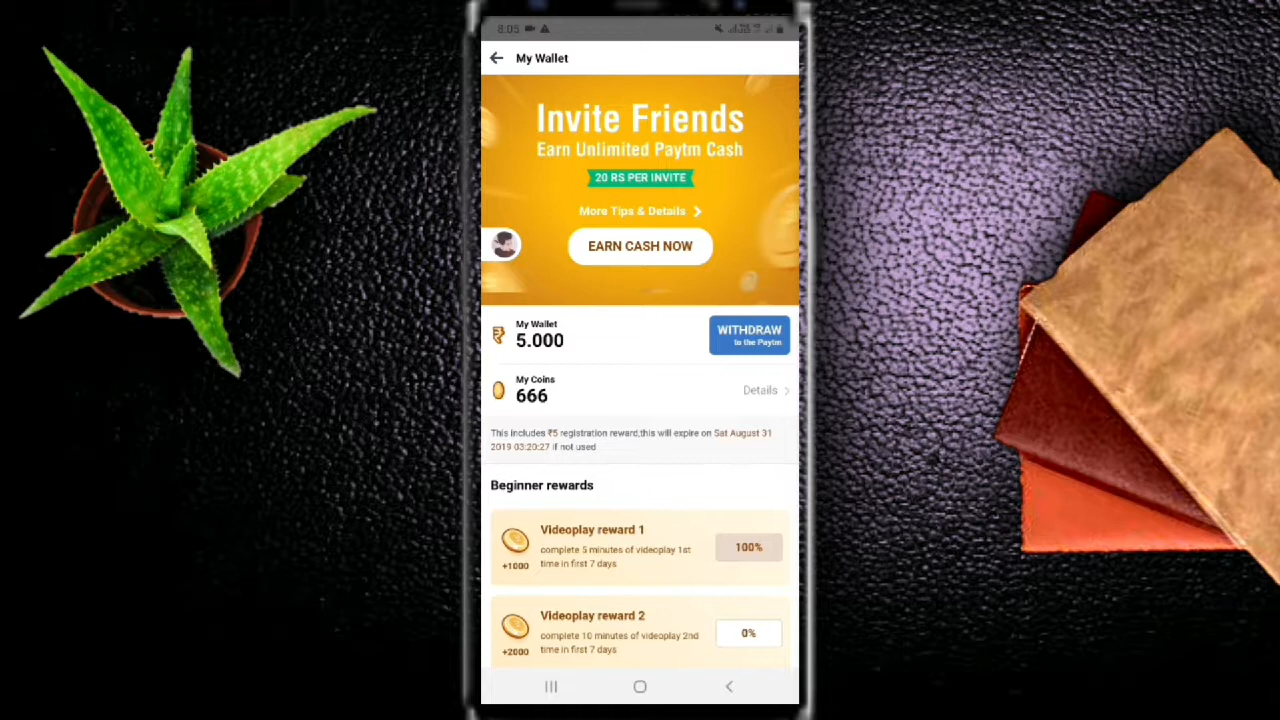 8:05
My Wallet
Invite Friends
Earn Unlimited Paytm Cash
20 RS PER INVITE
More Tips & Details
EARN CASH NOW
My Wallet
5.000
WITHDRAW
to the Paytm
My Coins
666
Details
This includes ₹5 registration reward,this will expire on Sat August 31
2019 03:20:27 if not used
Beginner rewards
Videoplay reward 1
complete 5 minutes of videoplay 1st
time in first 7 days
+1000
100%
Videoplay reward 2
complete 10 minutes of videoplay 2nd
time in first 7 days
+2000
0%